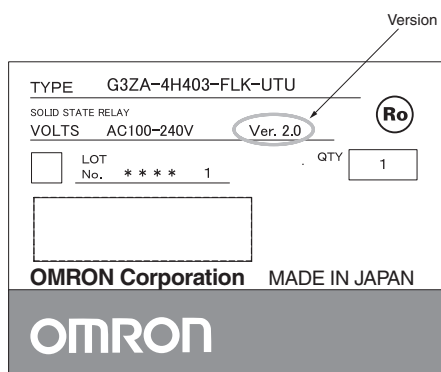 Version
TYPE G3ZA-4H403-FLK-UTU
SOLID STATE RELAY
VOLTS AC100-240V Ver. 2.0
Ro
LOT
No. **** 1
QTY 1
OMRON Corporation MADE IN JAPAN
OMRON